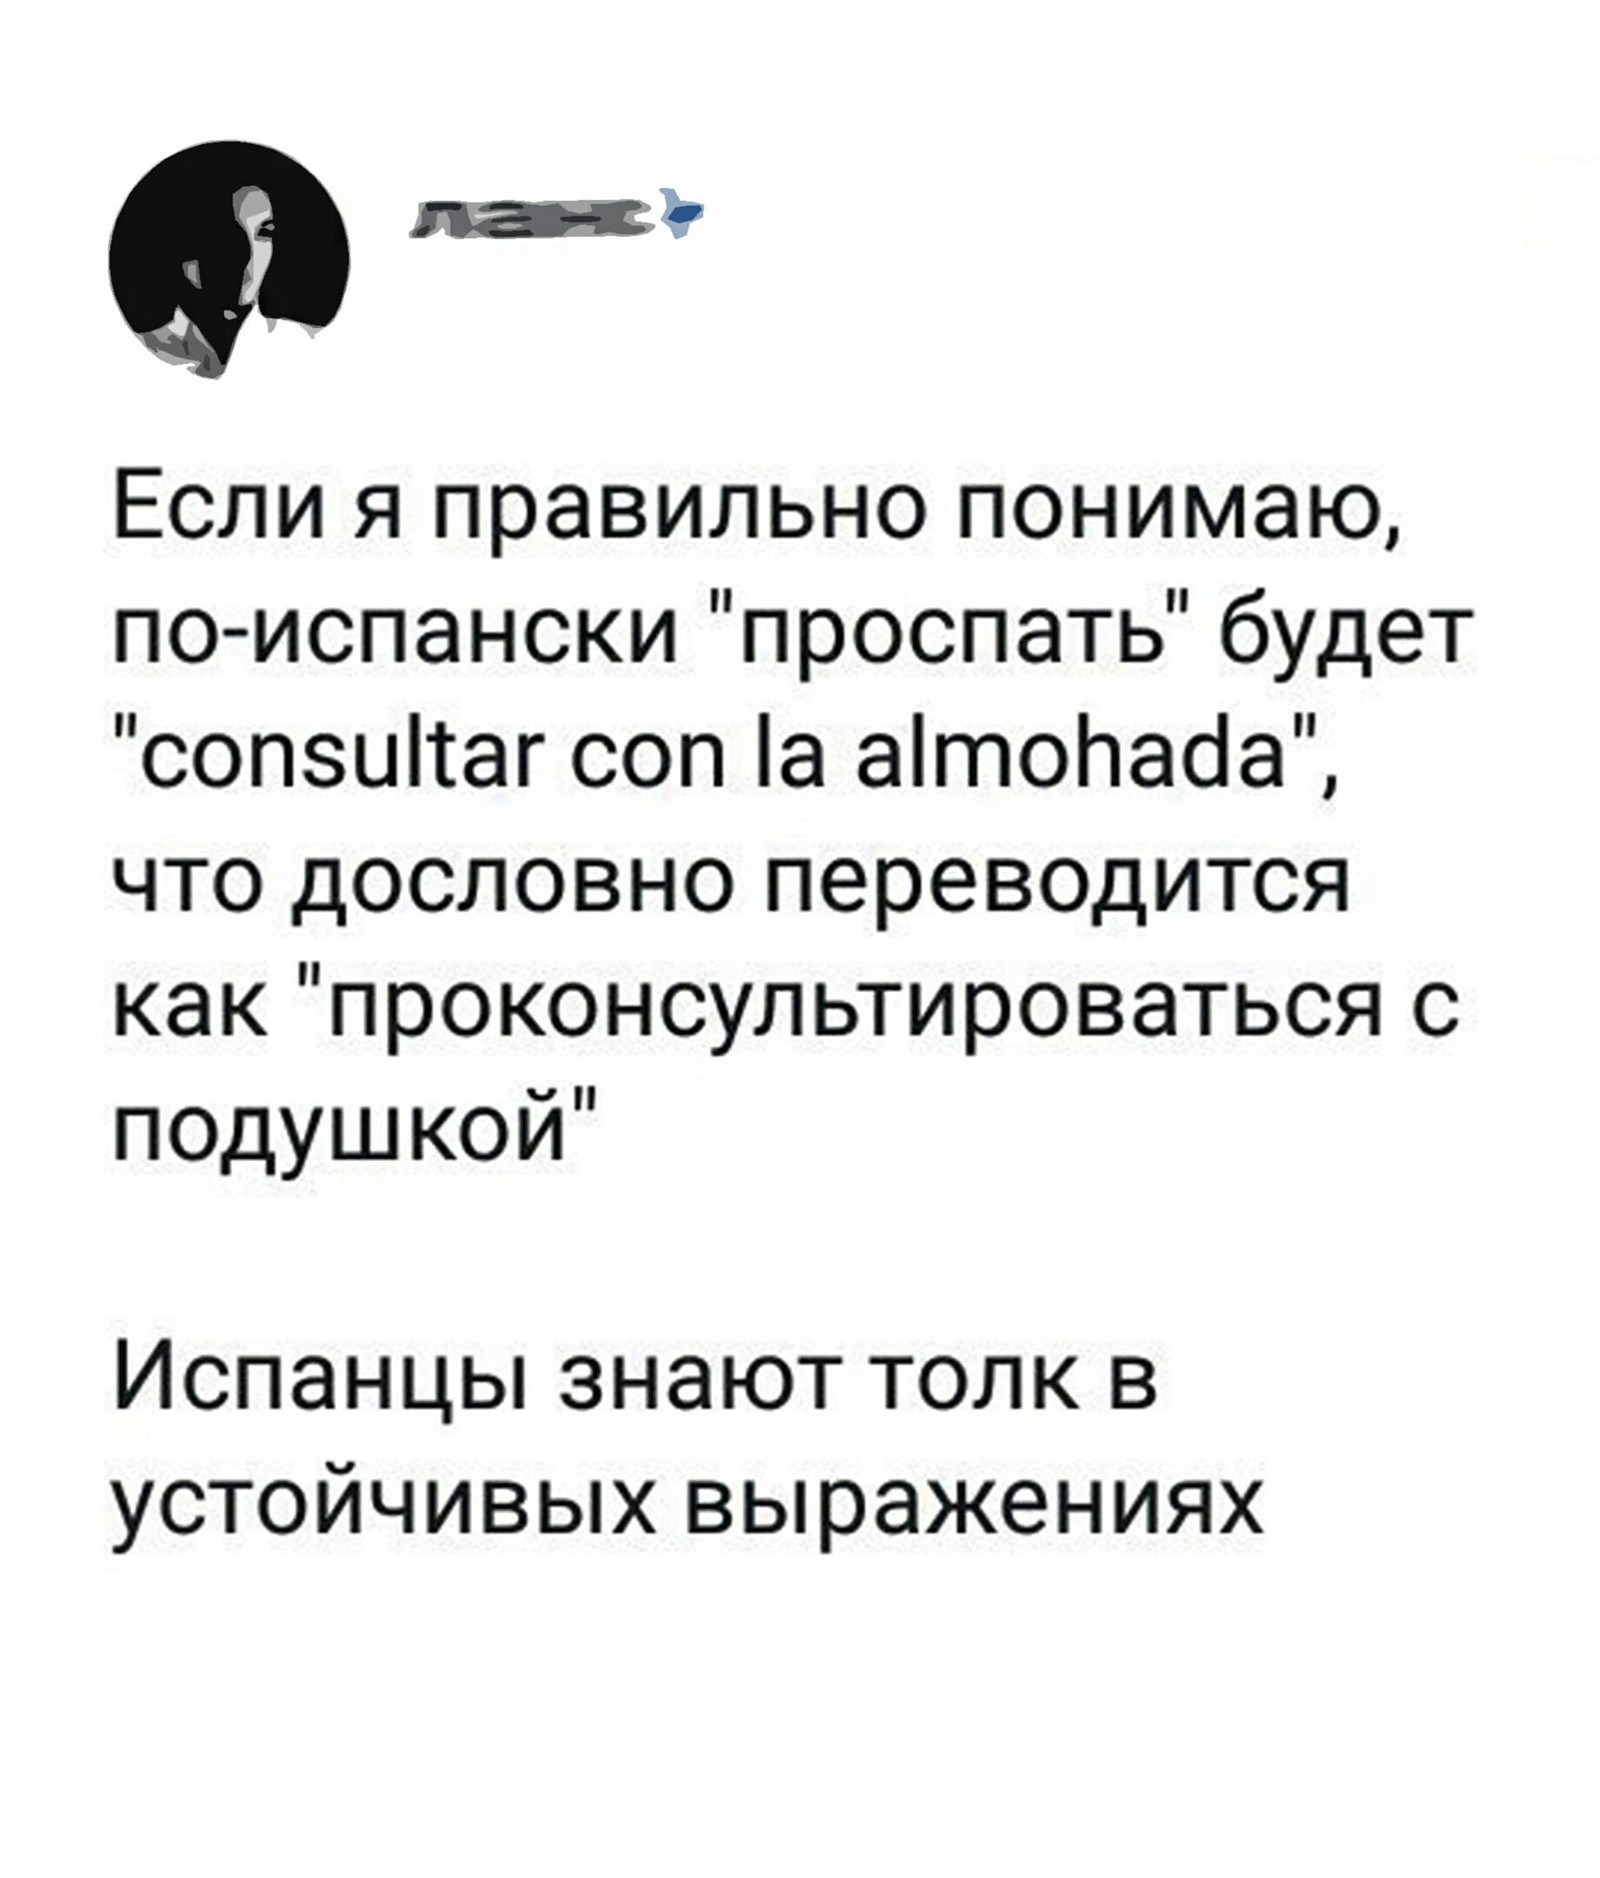 Если я правильно понимаю,
по-испански "проспать" будет
"consultar con la almohada",
что дословно переводится
как "проконсультироваться с
подушкой"
Испанцы знают толк в
устойчивых выражениях